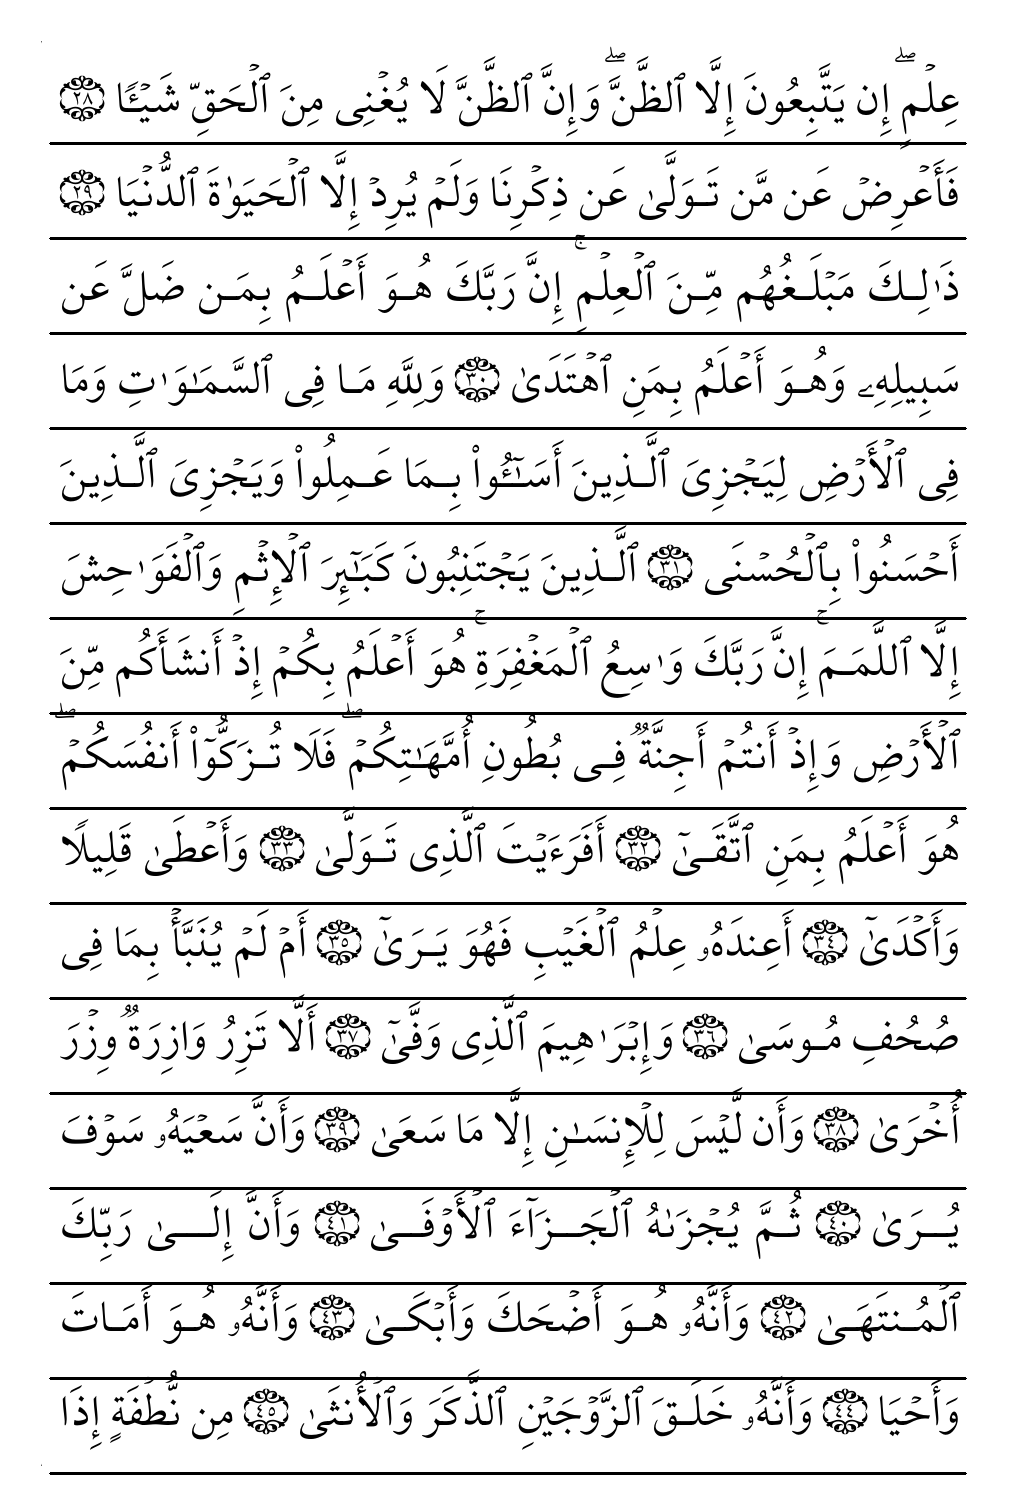 عِلۡمٍۖ إِن يَتَّبِعُونَ إِلَّا ٱلظَّنَّۖ وَإِنَّ ٱلظَّنَّ لَا يُغۡنِى مِنَ ٱلۡحَقِّ شَيۡـًٔا ٢٨
فَأَعۡرِضۡ عَن مَّن تَوَلَّىٰ عَن ذِكۡرِنَا وَلَمۡ يُرِدۡ إِلَّا ٱلۡحَيَوٰةَ ٱلدُّنۡيَا ٢٩
ذَٰلِكَ مَبۡلَغُهُم مِّنَ ٱلۡعِلۡمِۚ إِنَّ رَبَّكَ هُوَ أَعۡلَمُ بِمَن ضَلَّ عَن
سَبِيلِهِۦ وَهُوَ أَعۡلَمُ بِمَنِ ٱهۡتَدَىٰ ٣٠ وَلِلَّهِ مَا فِى ٱلسَّمَـٰوَٰتِ وَمَا
فِى ٱلۡأَرۡضِ لِيَجۡزِىَ ٱلَّذِينَ أَسَـٰٓـُٔوا۟ بِمَا عَمِلُوا۟ وَيَجۡزِىَ ٱلَّذِينَ
أَحۡسَنُوا۟ بِٱلۡحُسۡنَى ٣١ ٱلَّذِينَ يَجۡتَنِبُونَ كَبَـٰٓئِرَ ٱلۡإِثۡمِ وَٱلۡفَوَٰحِشَ
إِلَّا ٱللَّمَمَۚ إِنَّ رَبَّكَ وَٰسِعُ ٱلۡمَغۡفِرَةِۚ هُوَ أَعۡلَمُ بِكُمۡ إِذۡ أَنشَأَكُم مِّنَ
ٱلۡأَرۡضِ وَإِذۡ أَنتُمۡ أَجِنَّةٌ فِى بُطُونِ أُمَّهَـٰتِكُمۡۖ فَلَا تُزَكُّوٓا۟ أَنفُسَكُمۡۖ
هُوَ أَعۡلَمُ بِمَنِ ٱتَّقَىٰٓ ٣٢ أَفَرَءَيۡتَ ٱلَّذِى تَوَلَّىٰ ٣٣ وَأَعۡطَىٰ قَلِيلًا
وَأَكۡدَىٰٓ ٣٤ أَعِندَهُۥ عِلۡمُ ٱلۡغَيۡبِ فَهُوَ يَرَىٰٓ ٣٥ أَمۡ لَمۡ يُنَبَّأۡ بِمَا فِى
صُحُفِ مُوسَىٰ ٣٦ وَإِبۡرَٰهِيمَ ٱلَّذِى وَفَّىٰٓ ٣٧ أَلَّا تَزِرُ وَازِرَةٌ وِزۡرَ
أُخۡرَىٰ ٣٨ وَأَن لَّيۡسَ لِلۡإِنسَـٰنِ إِلَّا مَا سَعَىٰ ٣٩ وَأَنَّ سَعۡيَهُۥ سَوۡفَ
يُرَىٰ ٤٠ ثُمَّ يُجۡزَىٰهُ ٱلۡجَزَآءَ ٱلۡأَوۡفَىٰ ٤١ وَأَنَّ إِلَىٰ رَبِّكَ
ٱلۡمُنتَهَىٰ ٤٢ وَأَنَّهُۥ هُوَ أَضۡحَكَ وَأَبۡكَىٰ ٤٣ وَأَنَّهُۥ هُوَ أَمَاتَ
وَأَحۡيَا ٤٤ وَأَنَّهُۥ خَلَقَ ٱلزَّوۡجَيۡنِ ٱلذَّكَرَ وَٱلۡأُنثَىٰ ٤٥ مِن نُّطۡفَةٍ إِذَا